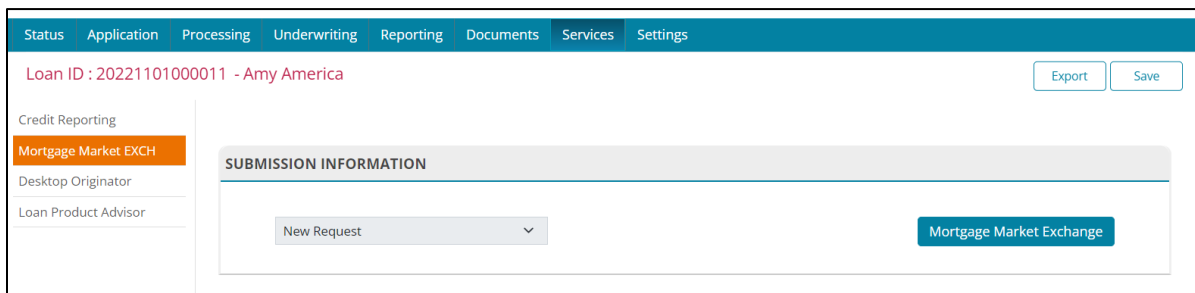 Status Application Processing Underwriting Reporting Documents Services Settings
Loan ID : 20221101000011 - Amy America
Export Save
Credit Reporting
Mortgage Market EXCH
SUBMISSION INFORMATION
Desktop Originator
Loan Product Advisor
New Request
Mortgage Market Exchange